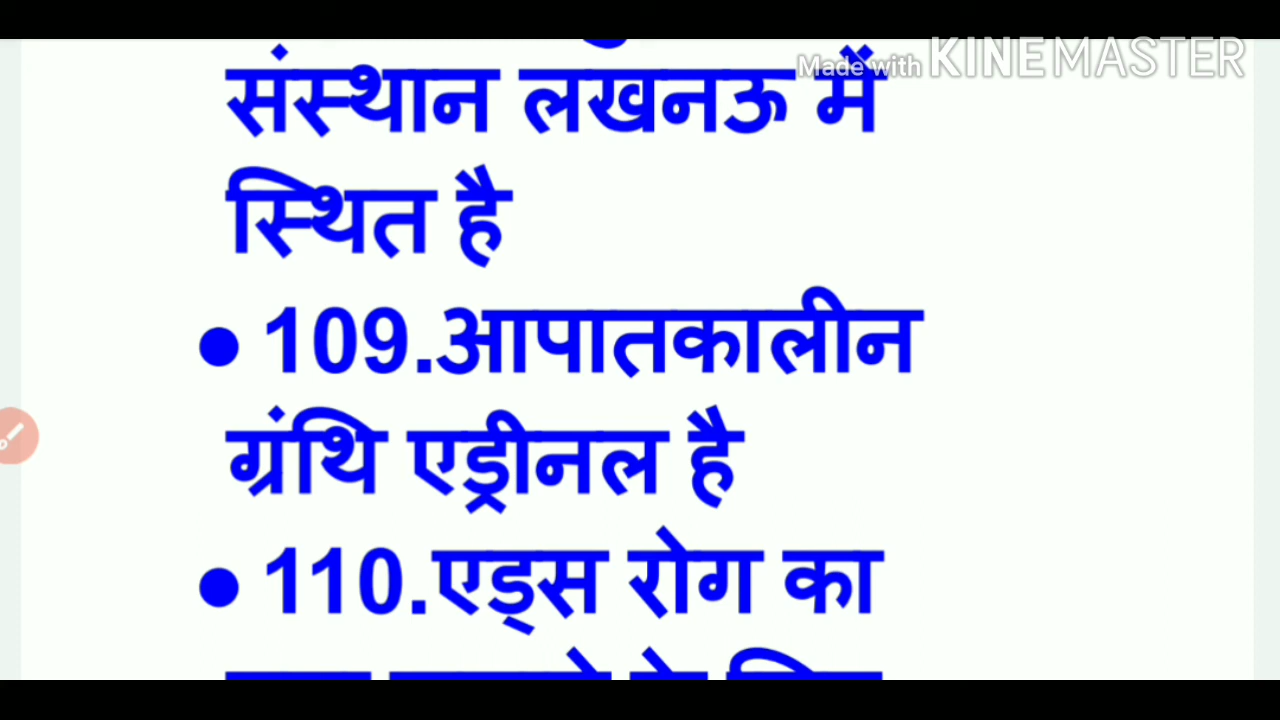 Made with KINEMASTER
संस्थान लखनऊ में
स्थित है
• 109.आपातकालीन
ग्रंथि एड्रीनल है
• 110.एड्स रोग का